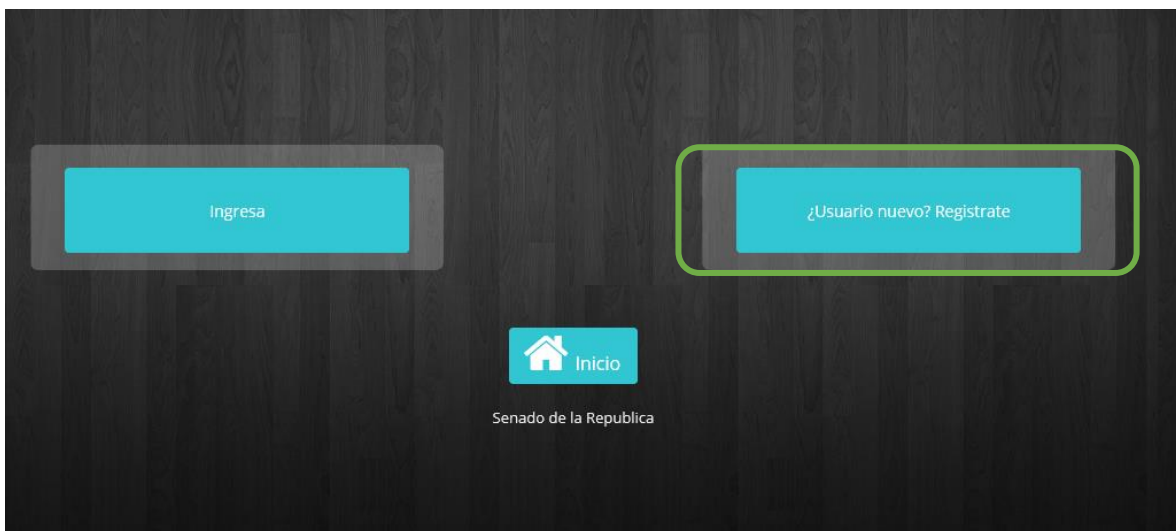 Ingresa
¿Usuario nuevo? Registrate
Inicio
Senado de la Republica